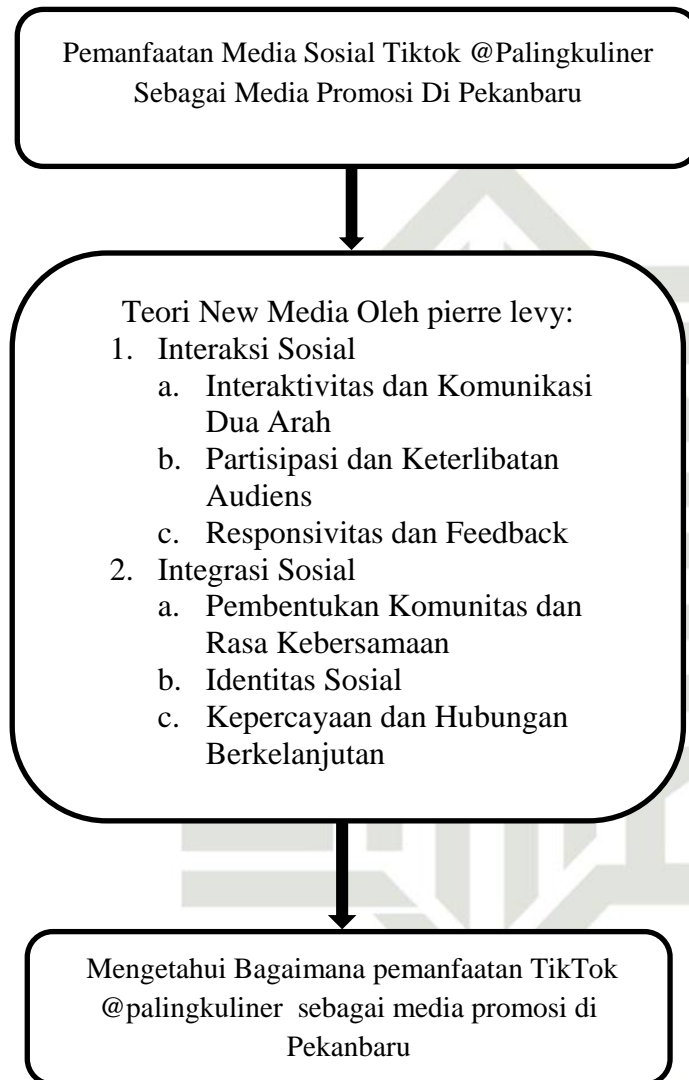 Pemanfaatan Media Sosial Tiktok @Palingkuliner
Sebagai Media Promosi Di Pekanbaru
Teori New Media Oleh pierre levy:
1. Interaksi Sosial
a. Interaktivitas dan Komunikasi
Dua Arah
b. Partisipasi dan Keterlibatan
Audiens
c. Responsivitas dan Feedback
2. Integrasi Sosial
a. Pembentukan Komunitas dan
Rasa Kebersamaan
b. Identitas Sosial
c. Kepercayaan dan Hubungan
Berkelanjutan
Mengetahui Bagaimana pemanfaatan TikTok
@palingkuliner sebagai media promosi di
Pekanbaru